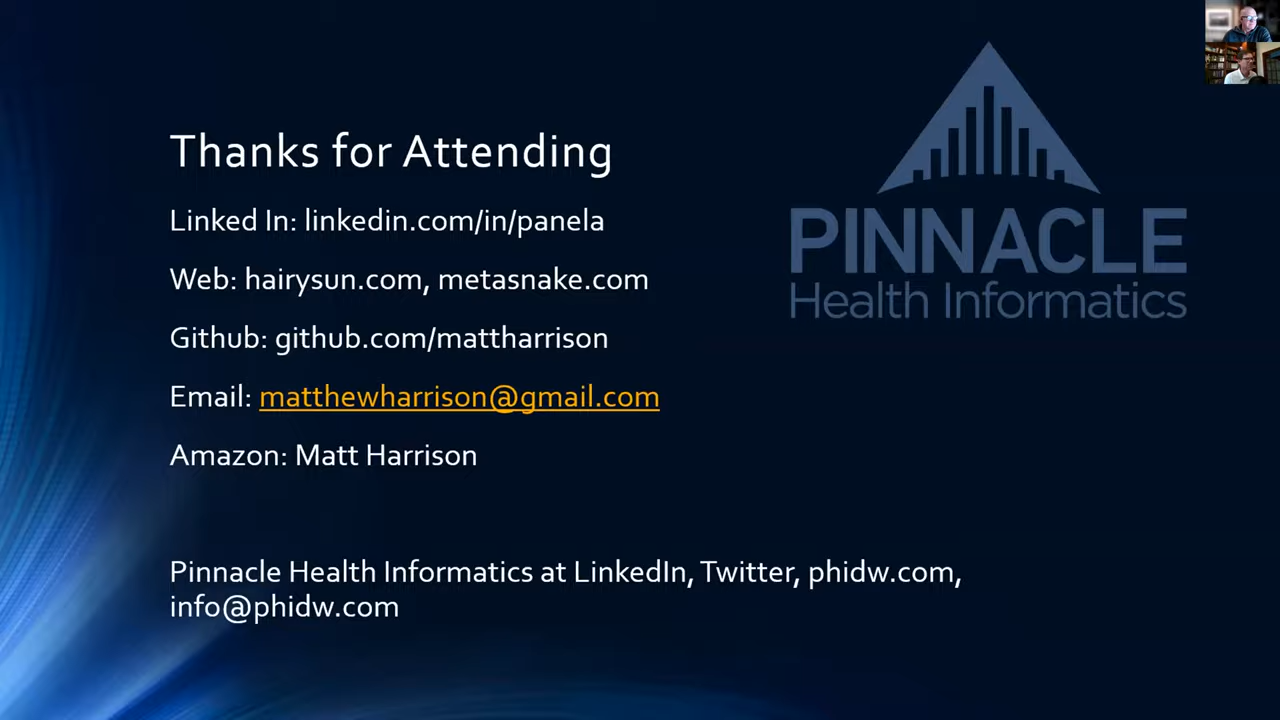 Thanks for Attending
Linked In: linkedin.com/in/panela
Web: hairysun.com, metasnake.com
Github: github.com/mattharrison
Email: matthewharrison@gmail.com
Amazon: Matt Harrison
Pinnacle Health Informatics at LinkedIn, Twitter, phidw.com,
info@phidw.com
PINNACLE
Health Informatics